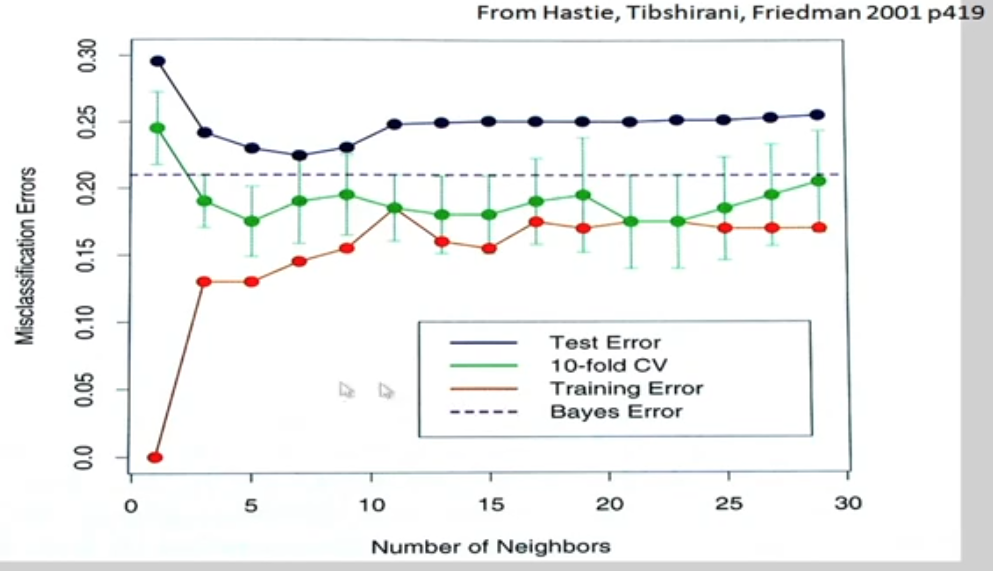 From Hastie, Tibshirani, Friedman 2001 p419
0.30
0.25
0.20
0.15
0.10
0.05
0.0
Misclassification Errors
Test Error
10-fold CV
Training Error
Bayes Error
0 5 10 15 20 25 30
Number of Neighbors